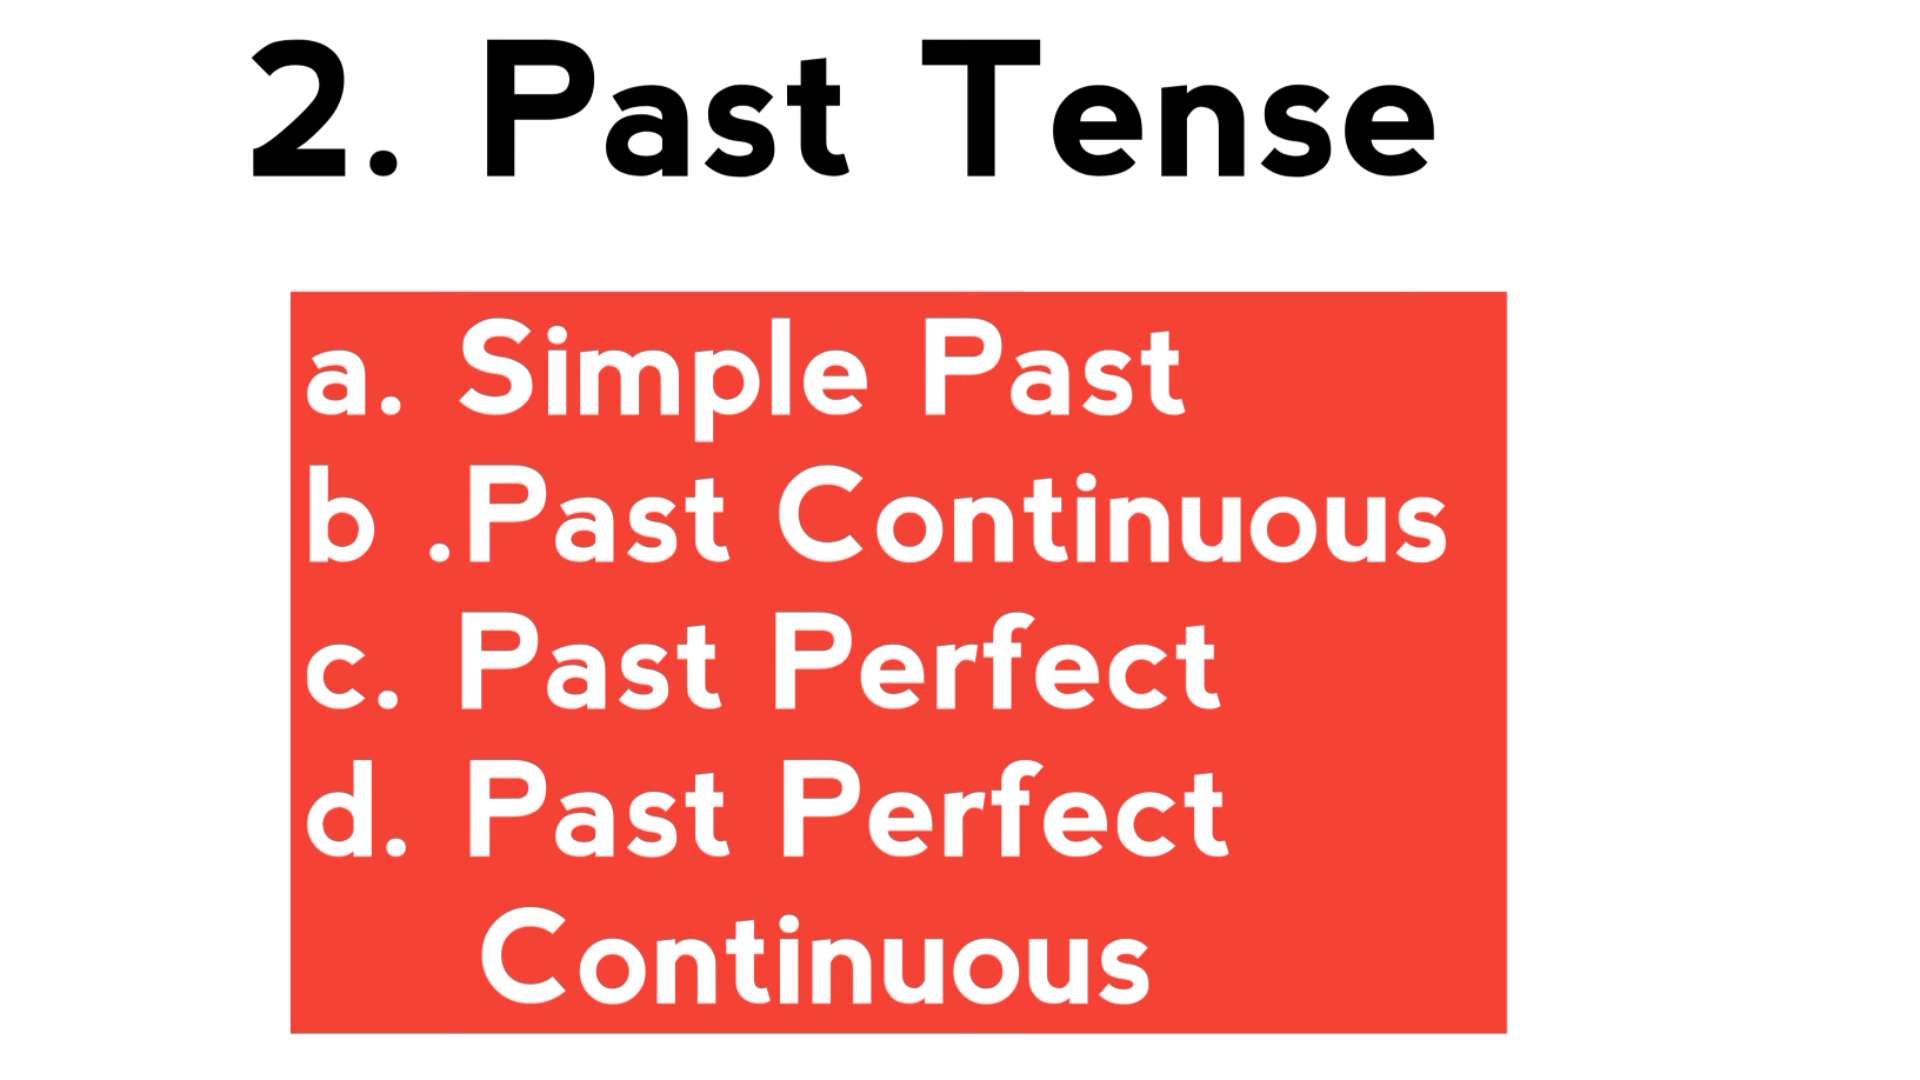 2. Past Tense
a. Simple Past
b .Past Continuous
c. Past Perfect
d. Past Perfect
Continuous